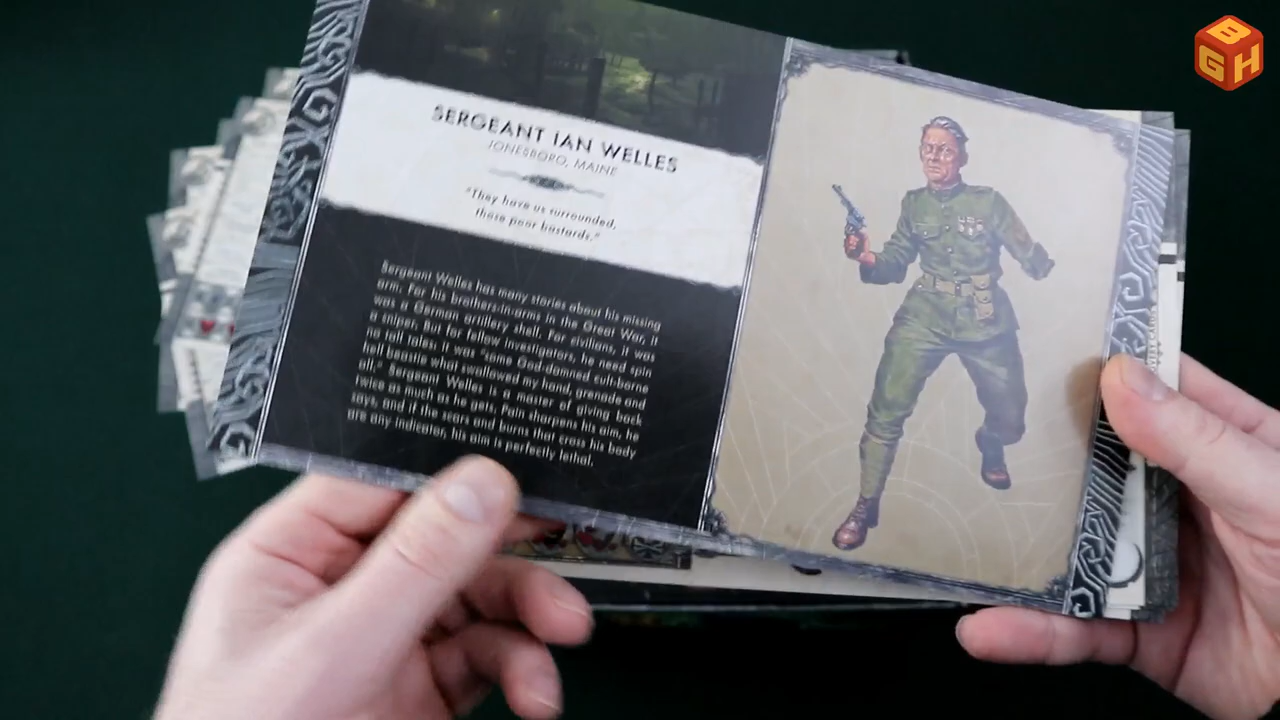 SERGEANT IAN WELLES
JONESBORO, MAINE
"They have us surrounded,
those poor bastards."
Sergeant Welles has many stories about his missing
arm. For his brothers-in-arms in the Great War, it
was a German artillery shell. For civilians, it was
a sniper. But for fellow investigators, he need spin
no tall tales. It was "some God-damned cult-borne
hell beastie what swallowed my hand, grenade and
all." Sergeant Welles is a master of giving back
twice as much as he gets. Pain sharpens his aim, he
says, and if the scars and burns that cross his body
are any indicator, his aim is perfectly lethal.
B
G H